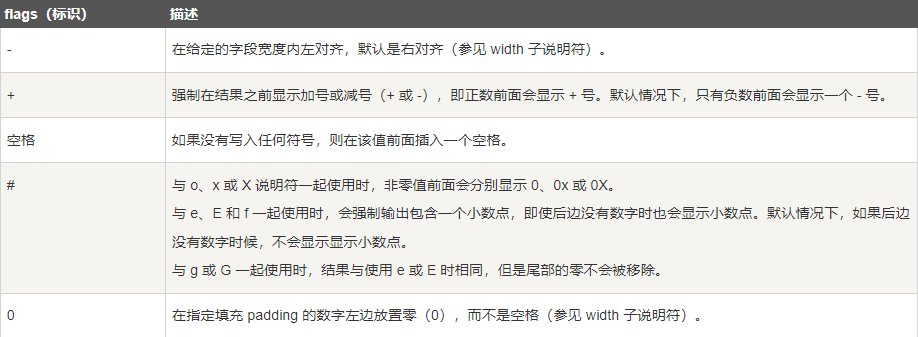 flags（标识） 描述
- 在给定的字段宽度内左对齐，默认是右对齐（参见 width 子说明符）。
+ 强制在结果之前显示加号或减号（+ 或 -），即正数前面会显示 + 号。默认情况下，只有负数前面会显示一个 - 号。
空格 如果没有写入任何符号，则在该值前面插入一个空格。
# 与 o、x 或 X 说明符一起使用时，非零值前面会分别显示 0、0x 或 0X。
与 e、E 和 f 一起使用时，会强制输出包含一个小数点，即使后边没有数字时也会显示小数点。默认情况下，如果后边
没有数字时候，不会显示显示小数点。
与 g 或 G 一起使用时，结果与使用 e 或 E 时相同，但是尾部的零不会被移除。
0 在指定填充 padding 的数字左边放置零（0），而不是空格（参见 width 子说明符）。